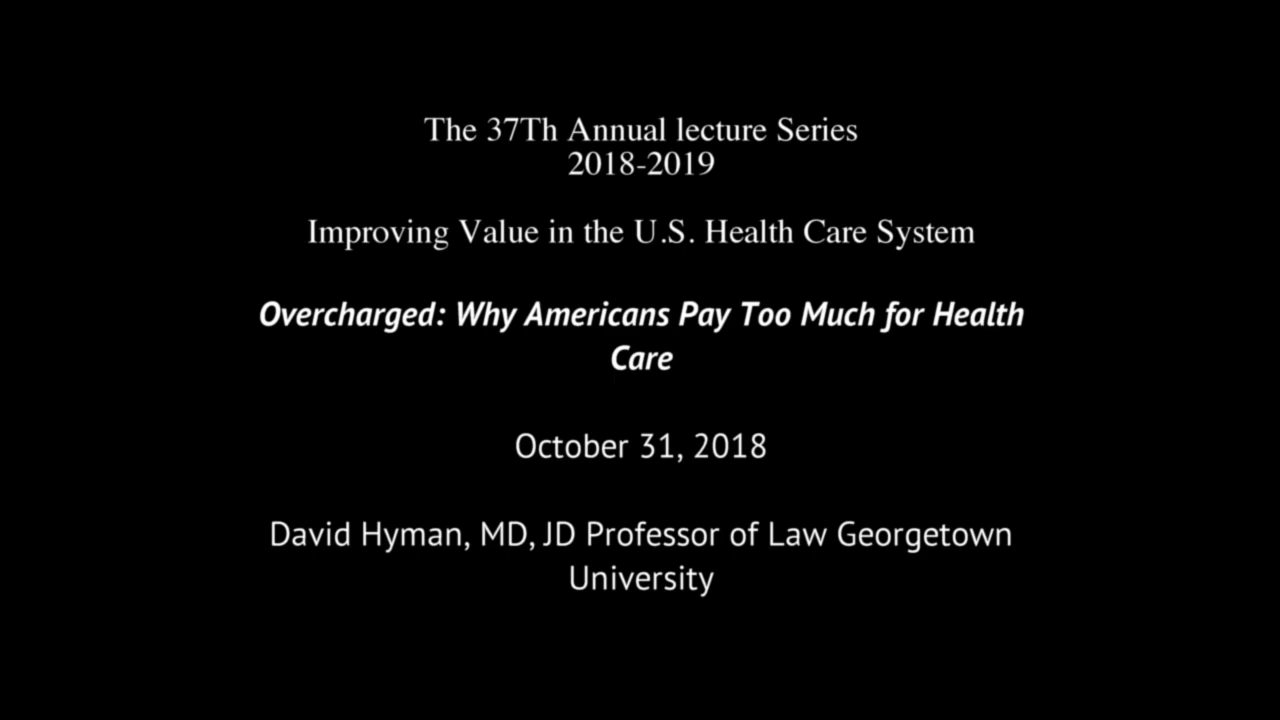 The 37Th Annual lecture Series
2018-2019
Improving Value in the U.S. Health Care System
Overcharged: Why Americans Pay Too Much for Health
Care
October 31, 2018
David Hyman, MD, JD Professor of Law Georgetown
University